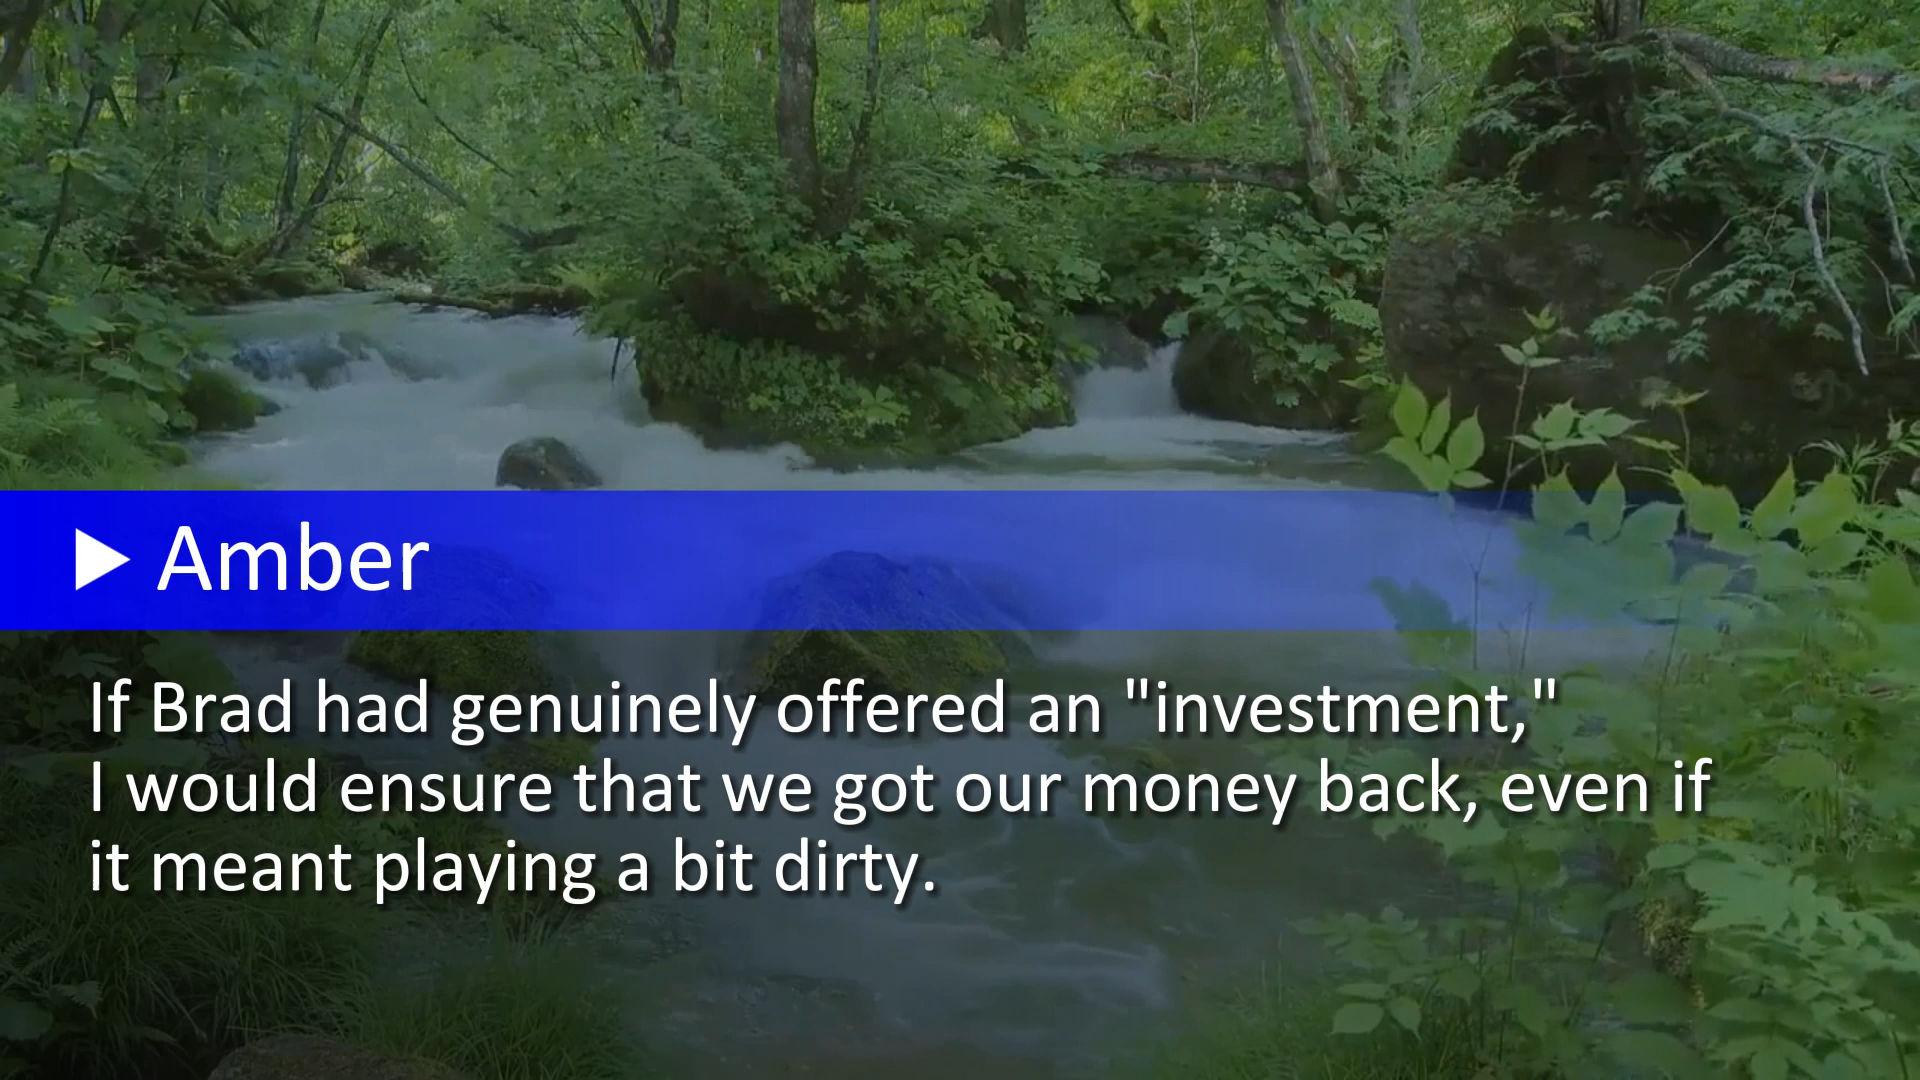 Amber
If Brad had genuinely offered an "investment,"
I would ensure that we got our money back, even if
it meant playing a bit dirty.